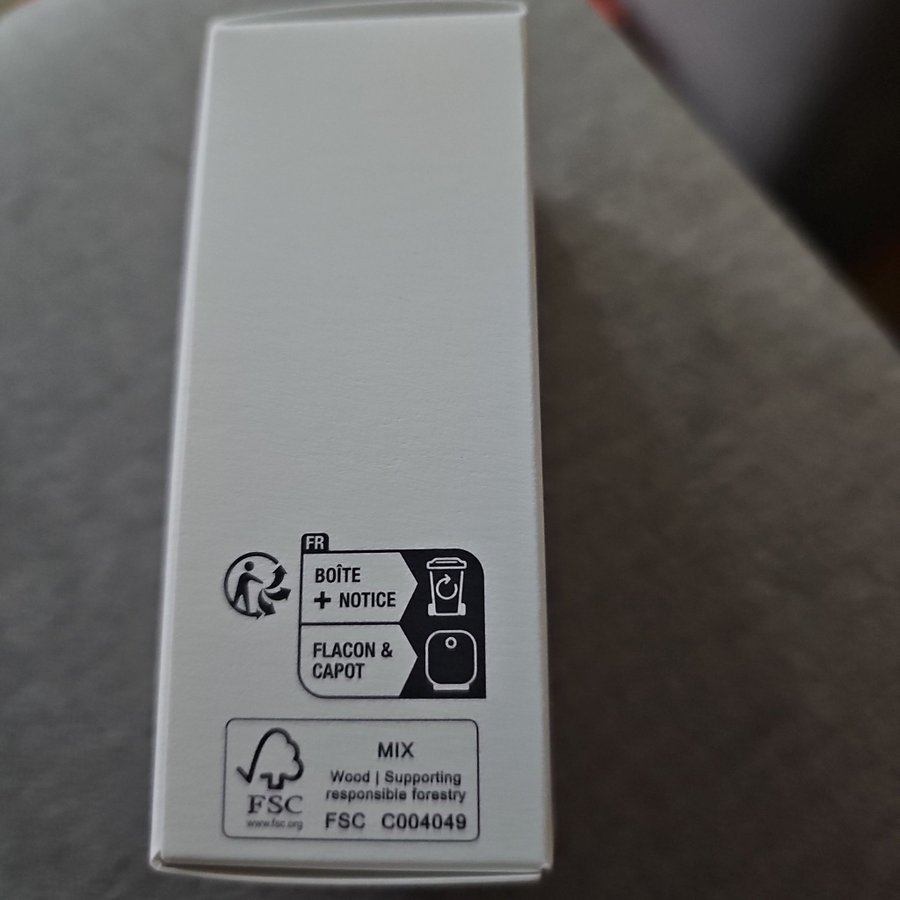 FR
BOÎTE
+ NOTICE
FLACON &
CAPOT
MIX
Wood | Supporting
responsible forestry
FSC C004049
FSC
www.fsc.org